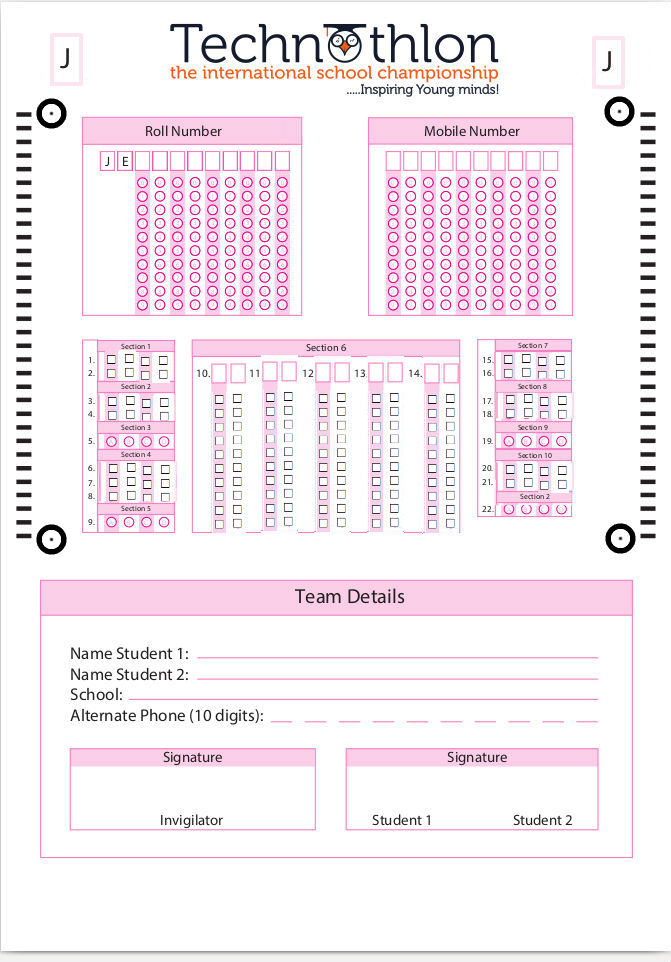 Technothlon
the international school championship
.....Inspiring Young minds!
J
J
Roll Number
J E
Mobile Number
Section 1
1.
2.
Section 2
3.
4.
Section 3
5.
Section 4
6.
7.
8.
Section 5
9.
Section 6
10.
11
12
13.
14.
Section 7
15.
16.
Section 8
17.
18.
Section 9
19.
Section 10
20.
21.
Section 2
22.
Team Details
Name Student 1:
Name Student 2:
School:
Alternate Phone (10 digits):
Signature
Invigilator
Signature
Student 1 Student 2